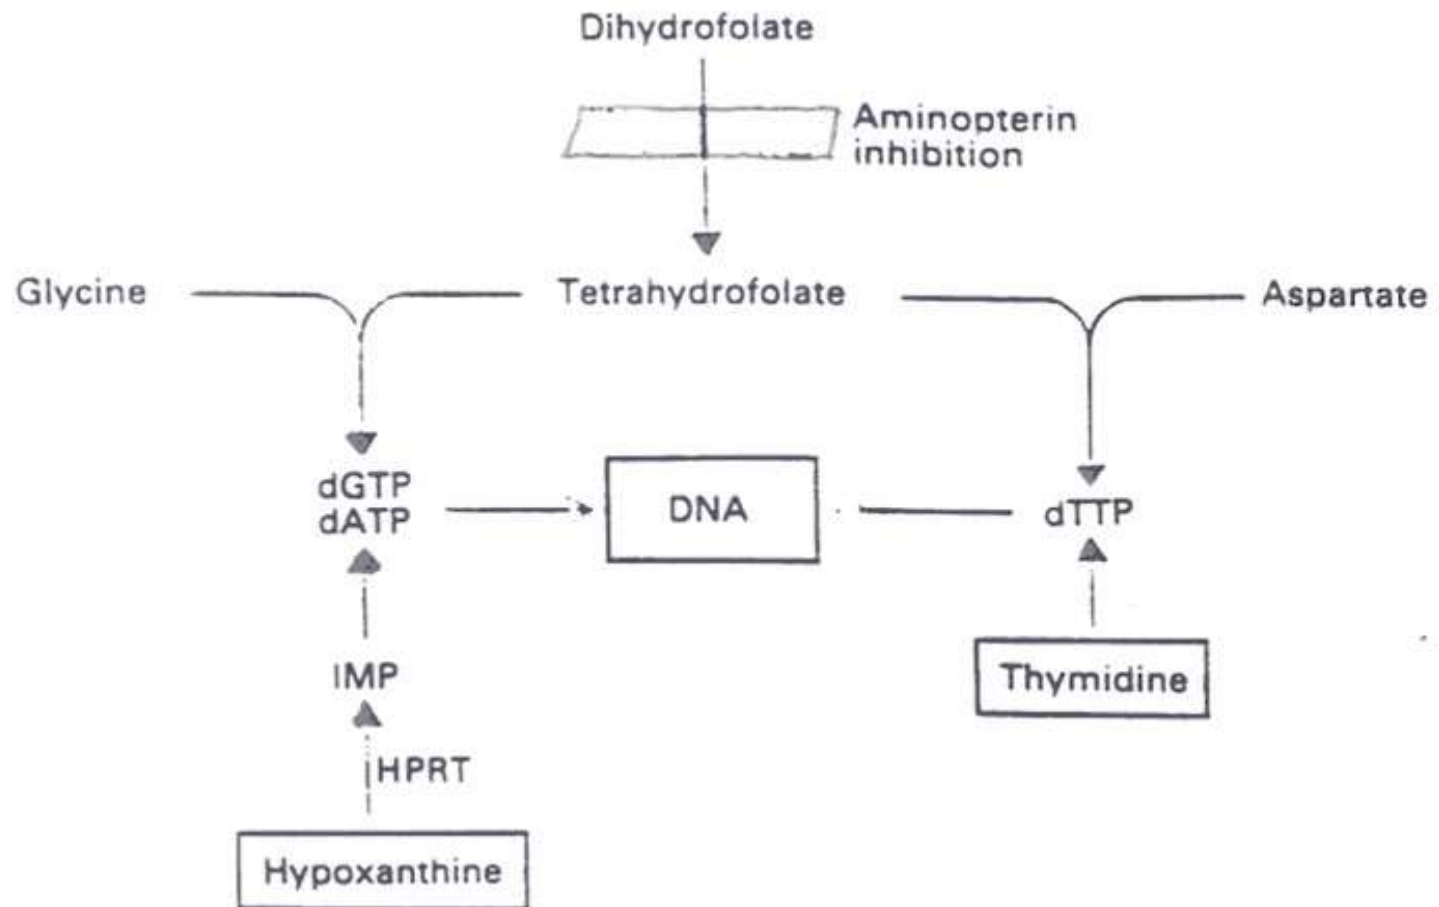 Dihydrofolate
Aminopterin
inhibition
Glycine
Tetrahydrofolate
Aspartate
dGTP
dATP
DNA
dTTP
IMP
Thymidine
HPRT
Hypoxanthine